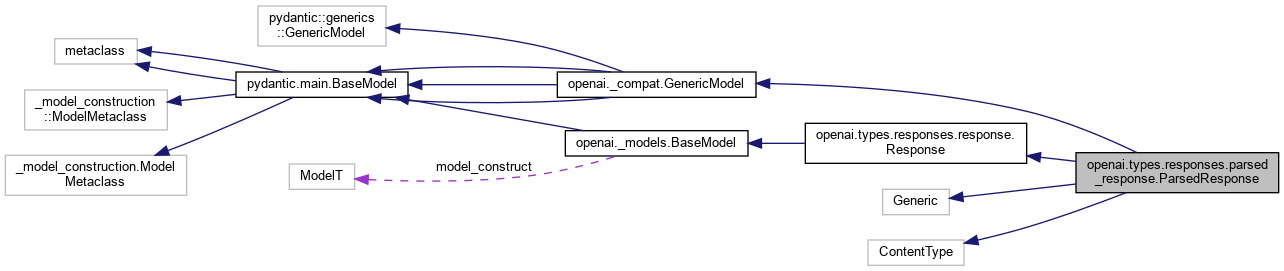 pydantic::generics
::GenericModel
metaclass
pydantic.main.BaseModel
openai._compat.GenericModel
_model_construction
::ModelMetaclass
openai._models.BaseModel
openai.types.responses.response.
Response
_model_construction.Model
Metaclass
model_construct
ModelT
openai.types.responses.parsed
_response.ParsedResponse
Generic
ContentType